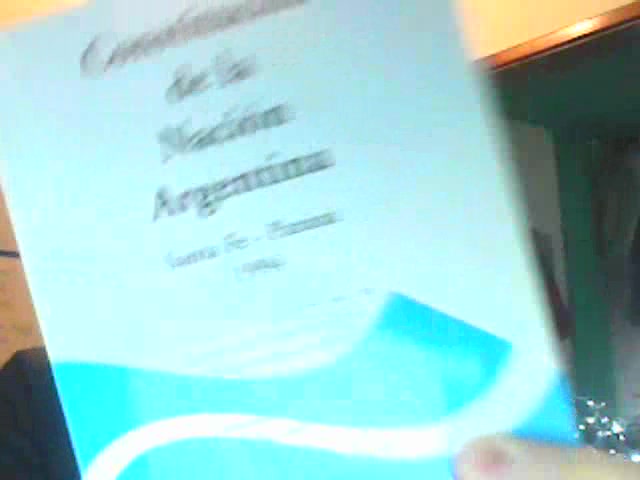 Constitución
de la
Nación
Argentina
Santa Fe - Paraná
1994